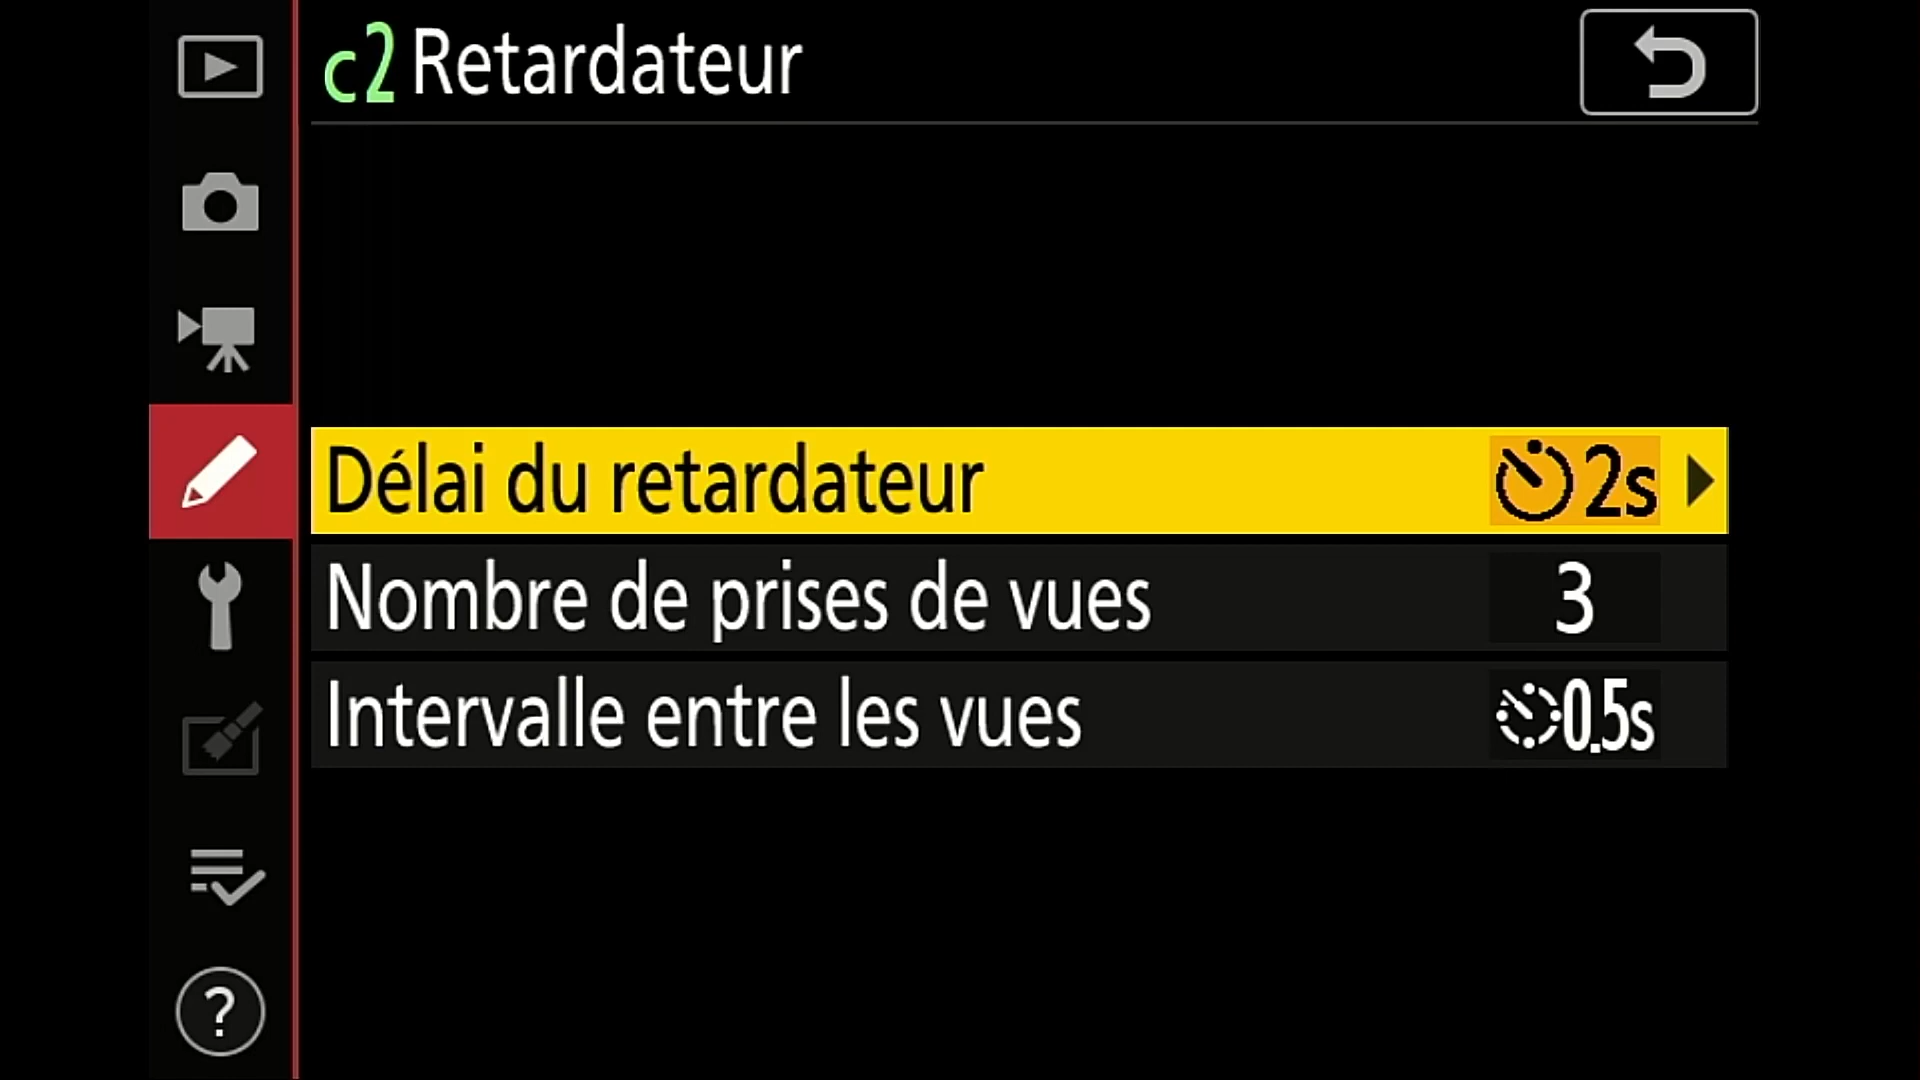 c2 Retardateur
Délai du retardateur 2s
Nombre de prises de vues 3
Intervalle entre les vues 0.5s
?